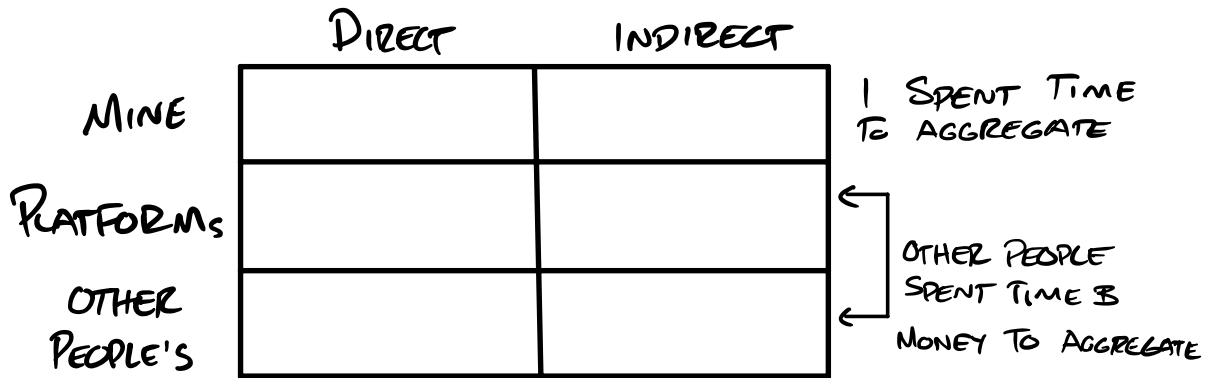 DIRECT INDIRECT
MINE
I SPENT TIME
TO AGGREGATE
PLATFORMS
OTHER PEOPLE
SPENT TIME &
MONEY TO AGGREGATE
OTHER
PEOPLE'S